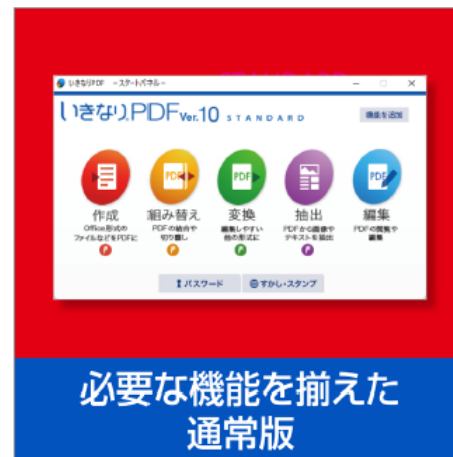 いきなりPDF －スタートパネル－
いきなりPDF Ver.10 STANDARD
機能を追加
PDF PDF PDF
作成 組み替え 変換 抽出 編集
Office形式の PDFの結合や 編集しやすい PDFから画像や PDFの閲覧や
ファイルなどをPDFに 切り離し 他の形式に テキストを抽出 編集
パスワード すかし・スタンプ
必要な機能を揃えた
通常版